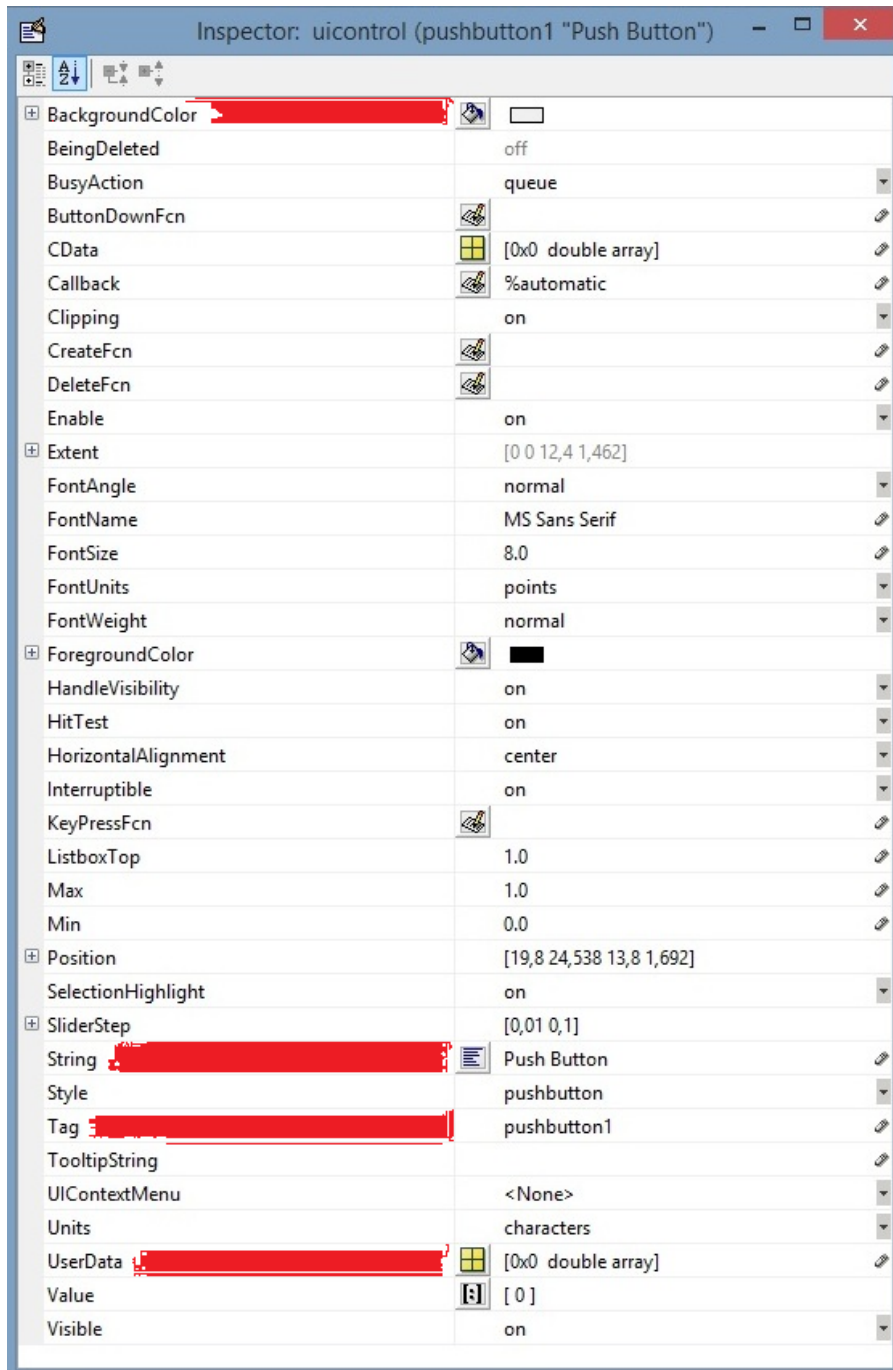 Inspector: uicontrol (pushbutton1 "Push Button")
BackgroundColor
BeingDeleted off
BusyAction queue
ButtonDownFcn
CData [0x0 double array]
Callback %automatic
Clipping on
CreateFcn
DeleteFcn
Enable on
Extent [0 0 12,4 1,462]
FontAngle normal
FontName MS Sans Serif
FontSize 8.0
FontUnits points
FontWeight normal
ForegroundColor
HandleVisibility on
HitTest on
HorizontalAlignment center
Interruptible on
KeyPressFcn
ListboxTop 1.0
Max 1.0
Min 0.0
Position [19,8 24,538 13,8 1,692]
SelectionHighlight on
SliderStep [0,01 0,1]
String Push Button
Style pushbutton
Tag pushbutton1
TooltipString
UIContextMenu <None>
Units characters
UserData [0x0 double array]
Value [ 0 ]
Visible on